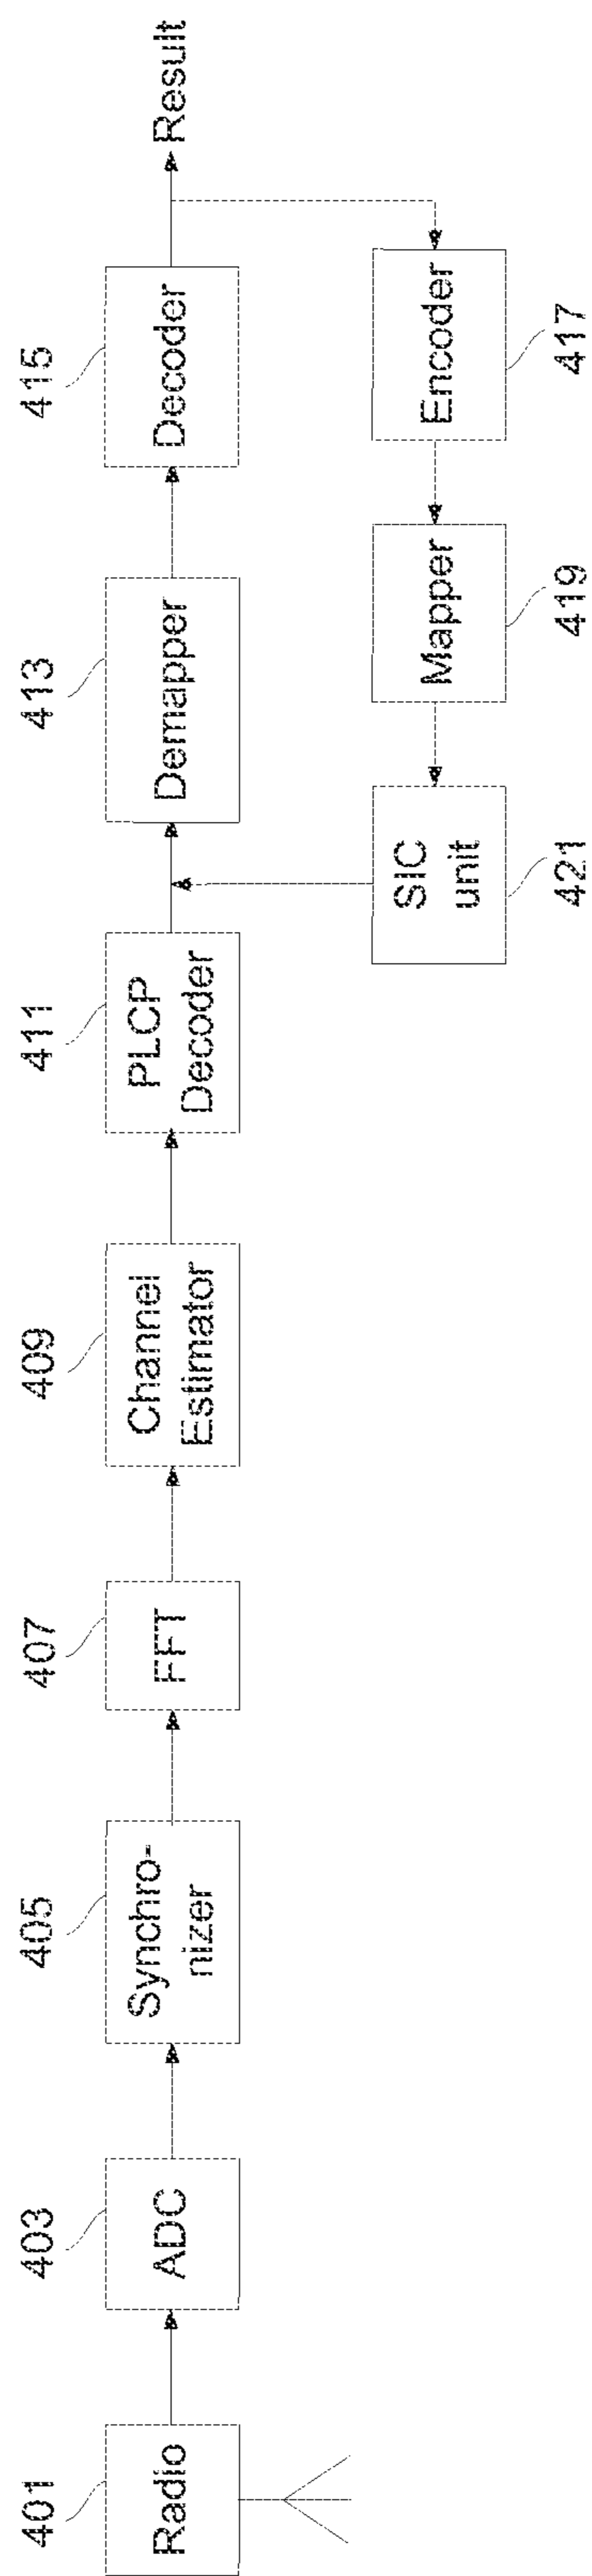 401
403
405
407
409
411
413
415
Radio
ADC
Synchro-
nizer
FFT
Channel
Estimator
PLCP
Decoder
Demapper
Decoder
Result
SIC
unit
Mapper
Encoder
421
419
417